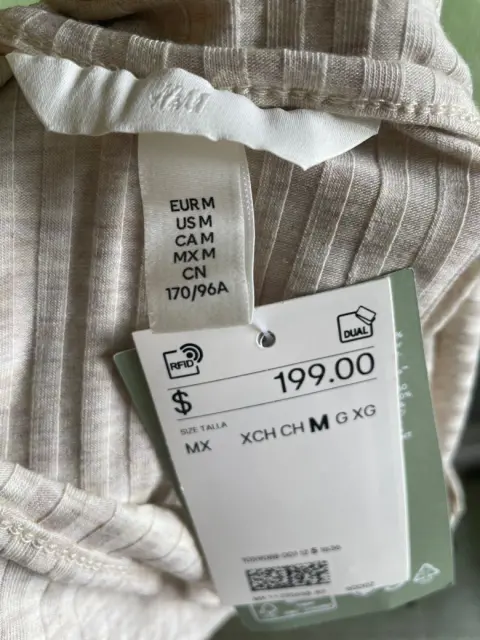 H&M
EUR M
US M
CA M
MX M
CN
170/96A
RFID
DUAL
$ 199.00
SIZE TALLA
MX XCH CH M G XG